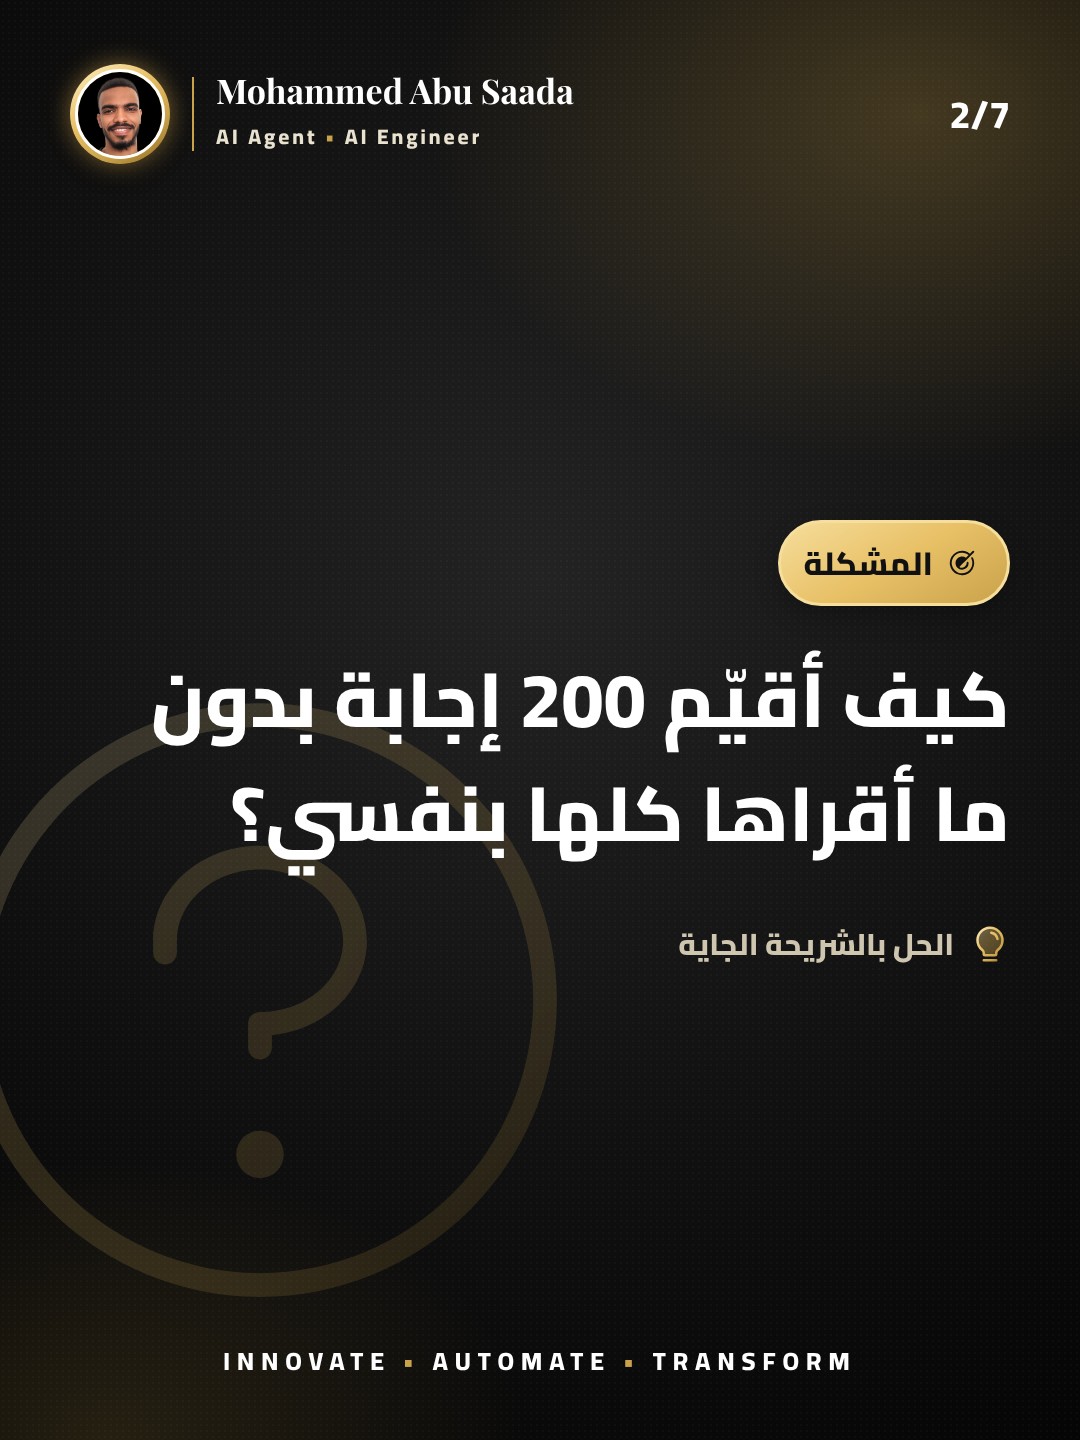 Mohammed Abu Saada
AI Agent ▪ AI Engineer
2/7
المشكلة
كيف أقيّم 200 إجابة بدون
ما أقراها كلها بنفسي؟
الحل بالشريحة الجاية
INNOVATE ▪ AUTOMATE ▪ TRANSFORM